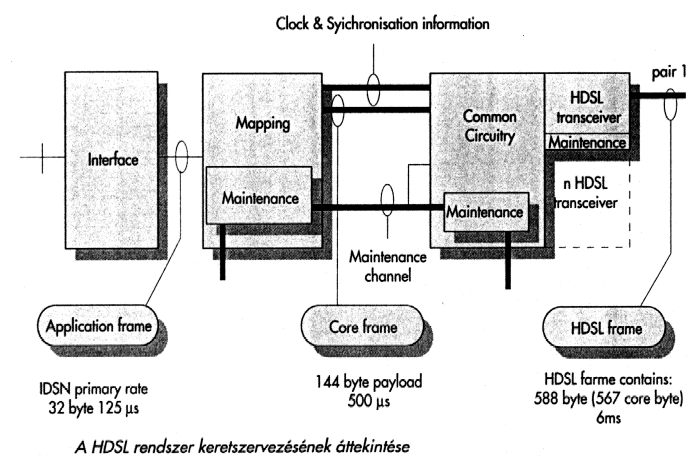 Clock & Syichronisation information
pair 1
HDSL
transceiver
Mapping
Common
Circuitry
Maintenance
Interface
n HDSL
transceiver
Maintenance
Maintenance
Maintenance
channel
Application frame
Core frame
HDSL frame
IDSN primary rate
32 byte 125 µs
144 byte payload
500 µs
HDSL farme contains:
588 byte (567 core byte)
6ms
A HDSL rendszer keretszervezésének áttekintése